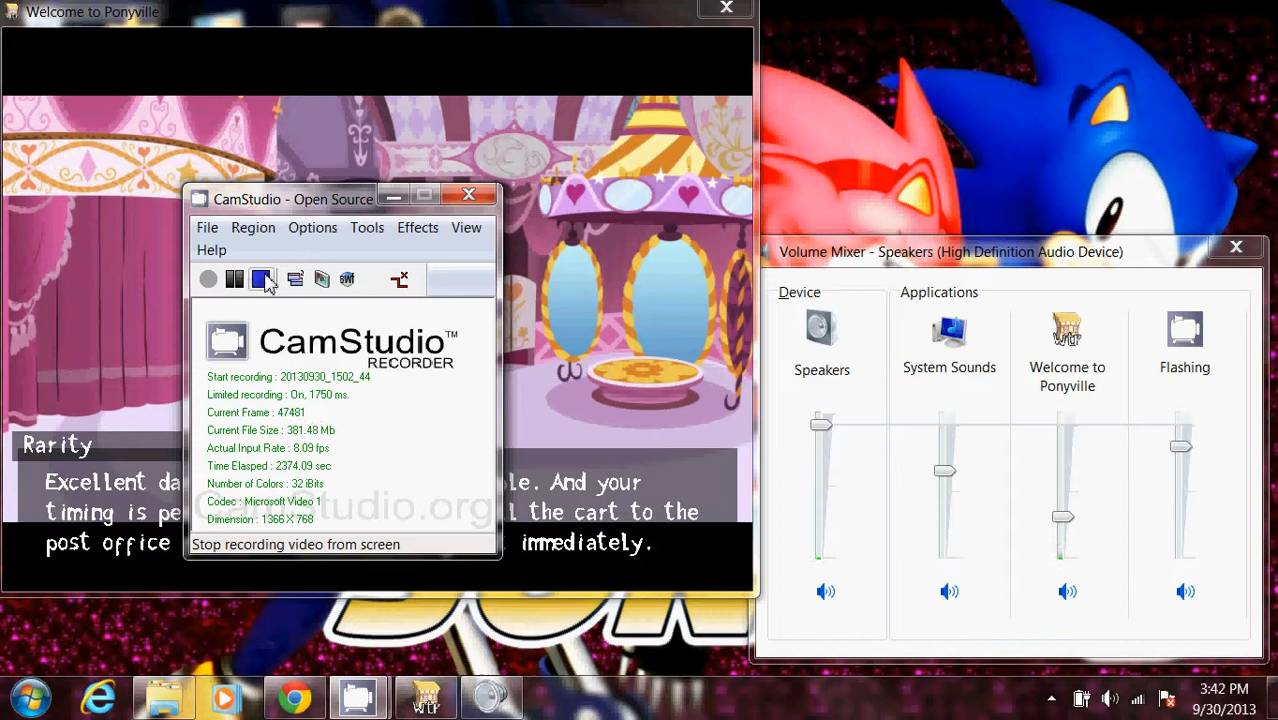 Welcome to Ponyville
CamStudio - Open Source
File Region Options Tools Effects View
Help
CamStudio™
RECORDER
Start recording : 20130930_1502_44
Limited recording : On, 1750 ms.
Current Frame : 47481
Current File Size : 381.48 Mb
Actual Input Rate : 8.09 fps
Time Elasped : 2374.09 sec
Number of Colors : 32 iBits
Codec : Microsoft Video 1
Dimension : 1366 X 768
CamStudio.org
Stop recording video from screen
Rarity
Excellent da le. And your
timing is pe l the cart to the
post office immediately.
Volume Mixer - Speakers (High Definition Audio Device)
Device
Applications
Speakers
System Sounds
Welcome to
Ponyville
Flashing
wtp
3:42 PM
9/30/2013